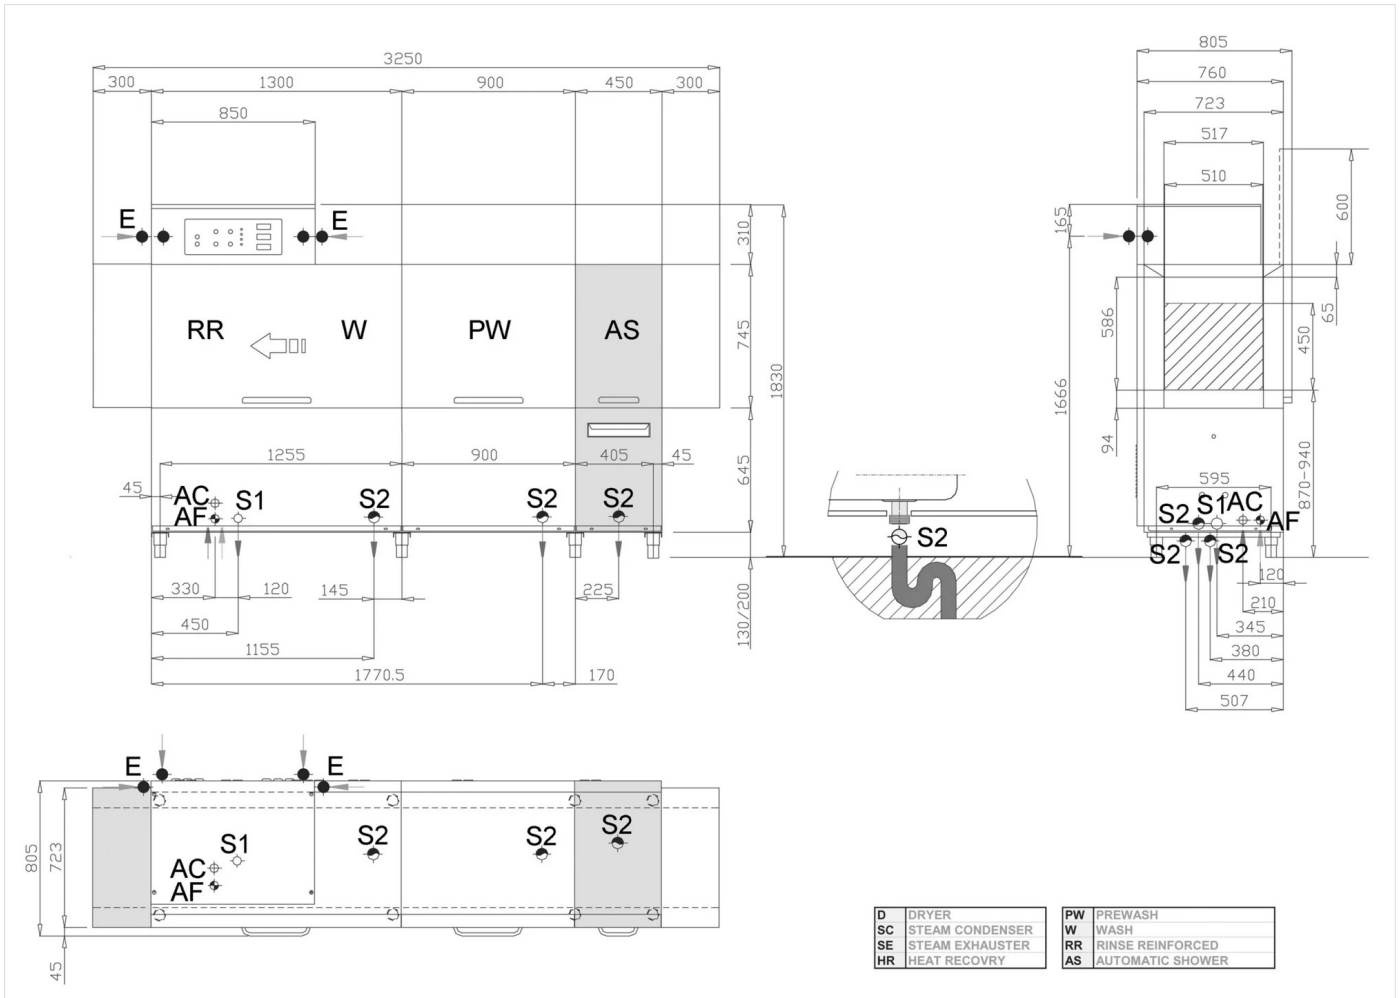 3250
300 1300 900 450 300
850
E E
310
RR W PW AS
745
1830
1255 900 405 45
645
45
AC S1 S2 S2 S2
AF
330 120 145 225
130/200
450
1155
1770.5 170
S2
805
760
723
517
510
600
165
65
586
450
1666
94
870-940
595
S2 S1 AC AF
S2 S2
120
210
345
380
440
507
E E
805
723
S1 S2 S2 S2
AC
AF
45
D DRYER
SC STEAM CONDENSER
SE STEAM EXHAUSTER
HR HEAT RECOVRY
PW PREWASH
W WASH
RR RINSE REINFORCED
AS AUTOMATIC SHOWER